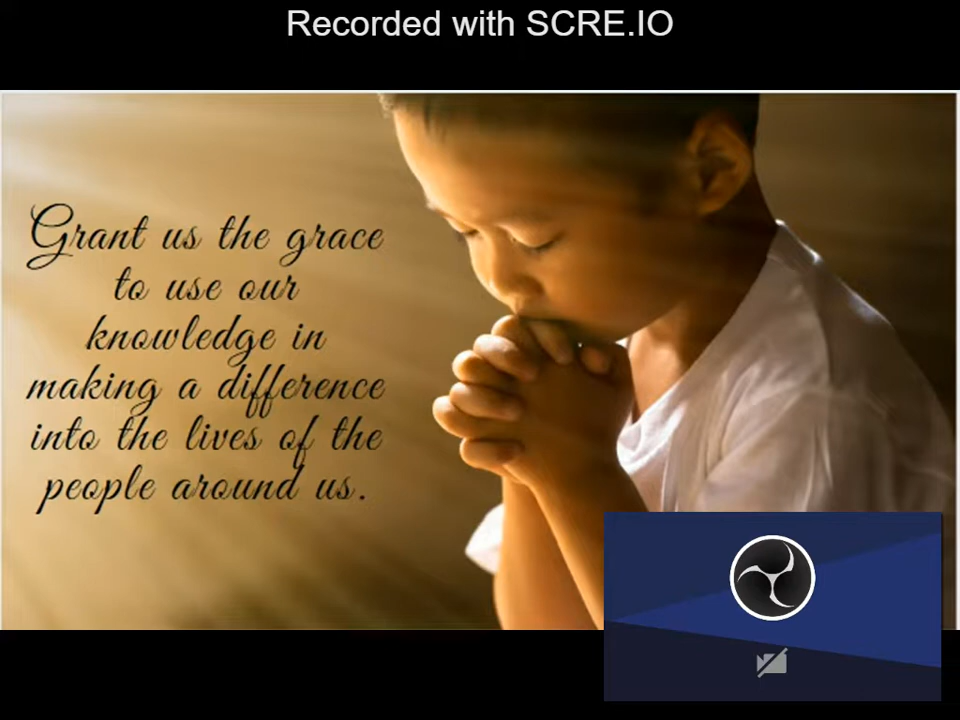 Recorded with SCRE.IO
Grant us the grace
to use our
knowledge in
making a difference
into the lives of the
people around us.